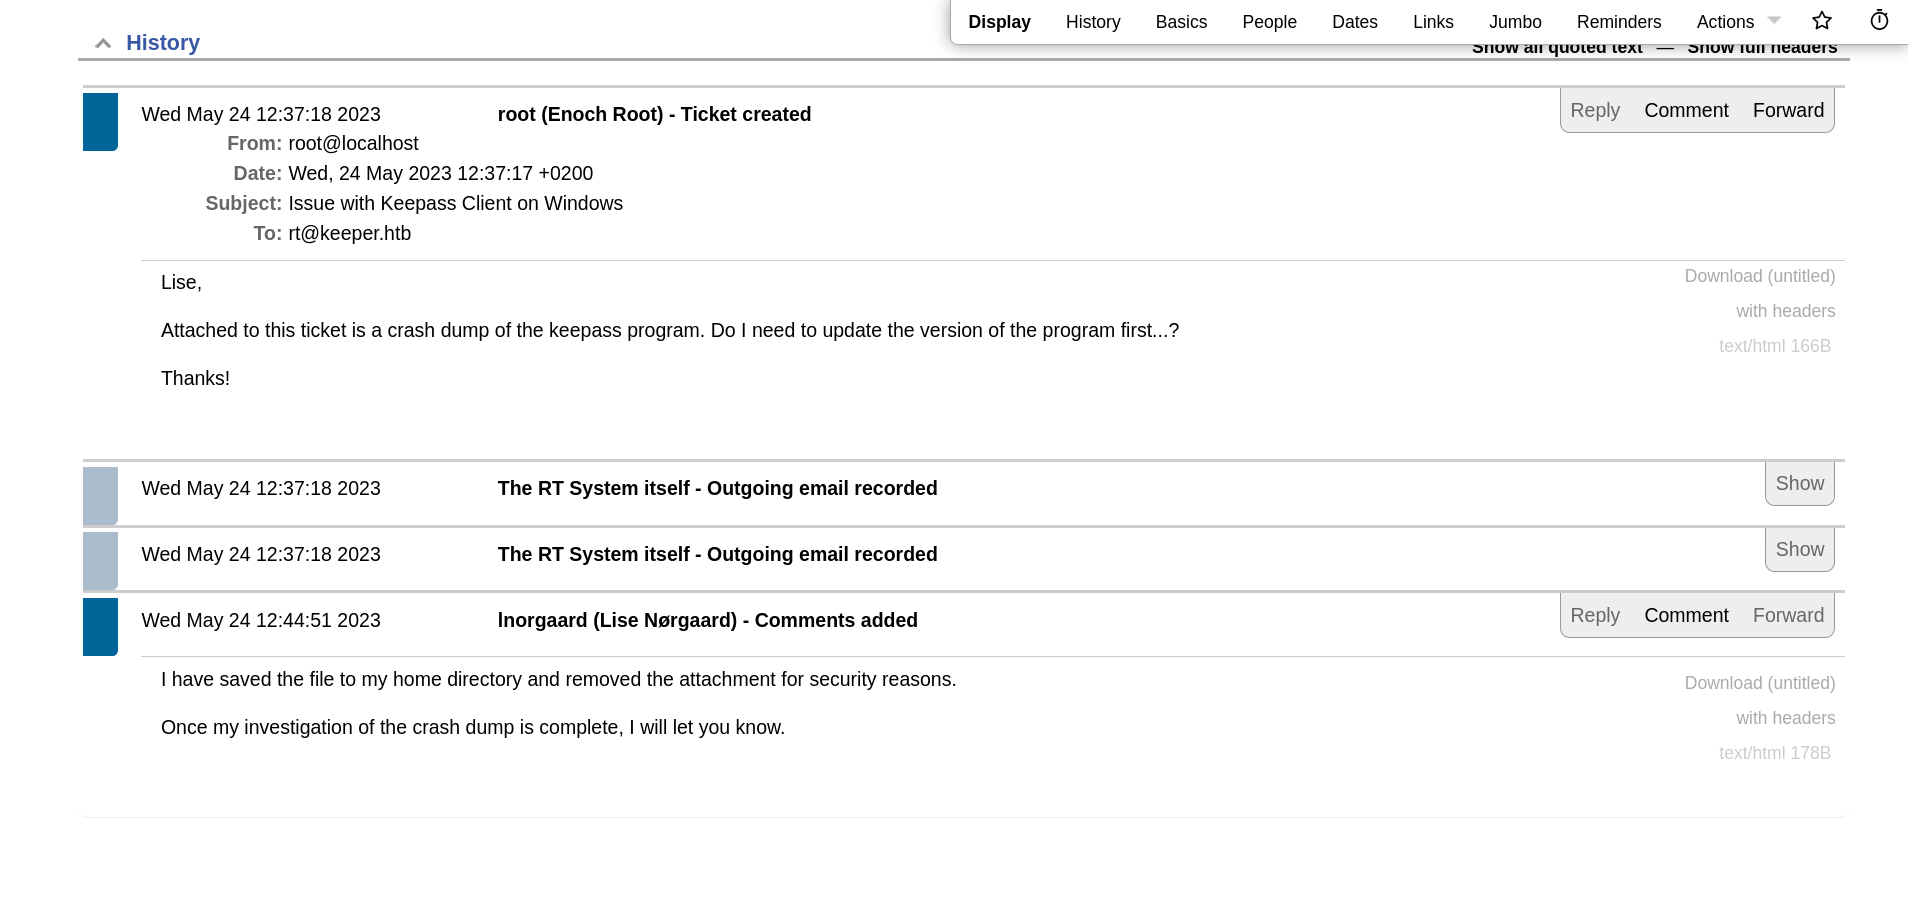 Display History Basics People Dates Links Jumbo Reminders Actions
History
Show all quoted text — Show full headers
Wed May 24 12:37:18 2023 root (Enoch Root) - Ticket created Reply Comment Forward
From: root@localhost
Date: Wed, 24 May 2023 12:37:17 +0200
Subject: Issue with Keepass Client on Windows
To: rt@keeper.htb
Lise,
Download (untitled)
with headers
text/html 166B
Attached to this ticket is a crash dump of the keepass program. Do I need to update the version of the program first...?
Thanks!
Wed May 24 12:37:18 2023 The RT System itself - Outgoing email recorded Show
Wed May 24 12:37:18 2023 The RT System itself - Outgoing email recorded Show
Wed May 24 12:44:51 2023 lnorgaard (Lise Nørgaard) - Comments added Reply Comment Forward
I have saved the file to my home directory and removed the attachment for security reasons.
Download (untitled)
with headers
text/html 178B
Once my investigation of the crash dump is complete, I will let you know.